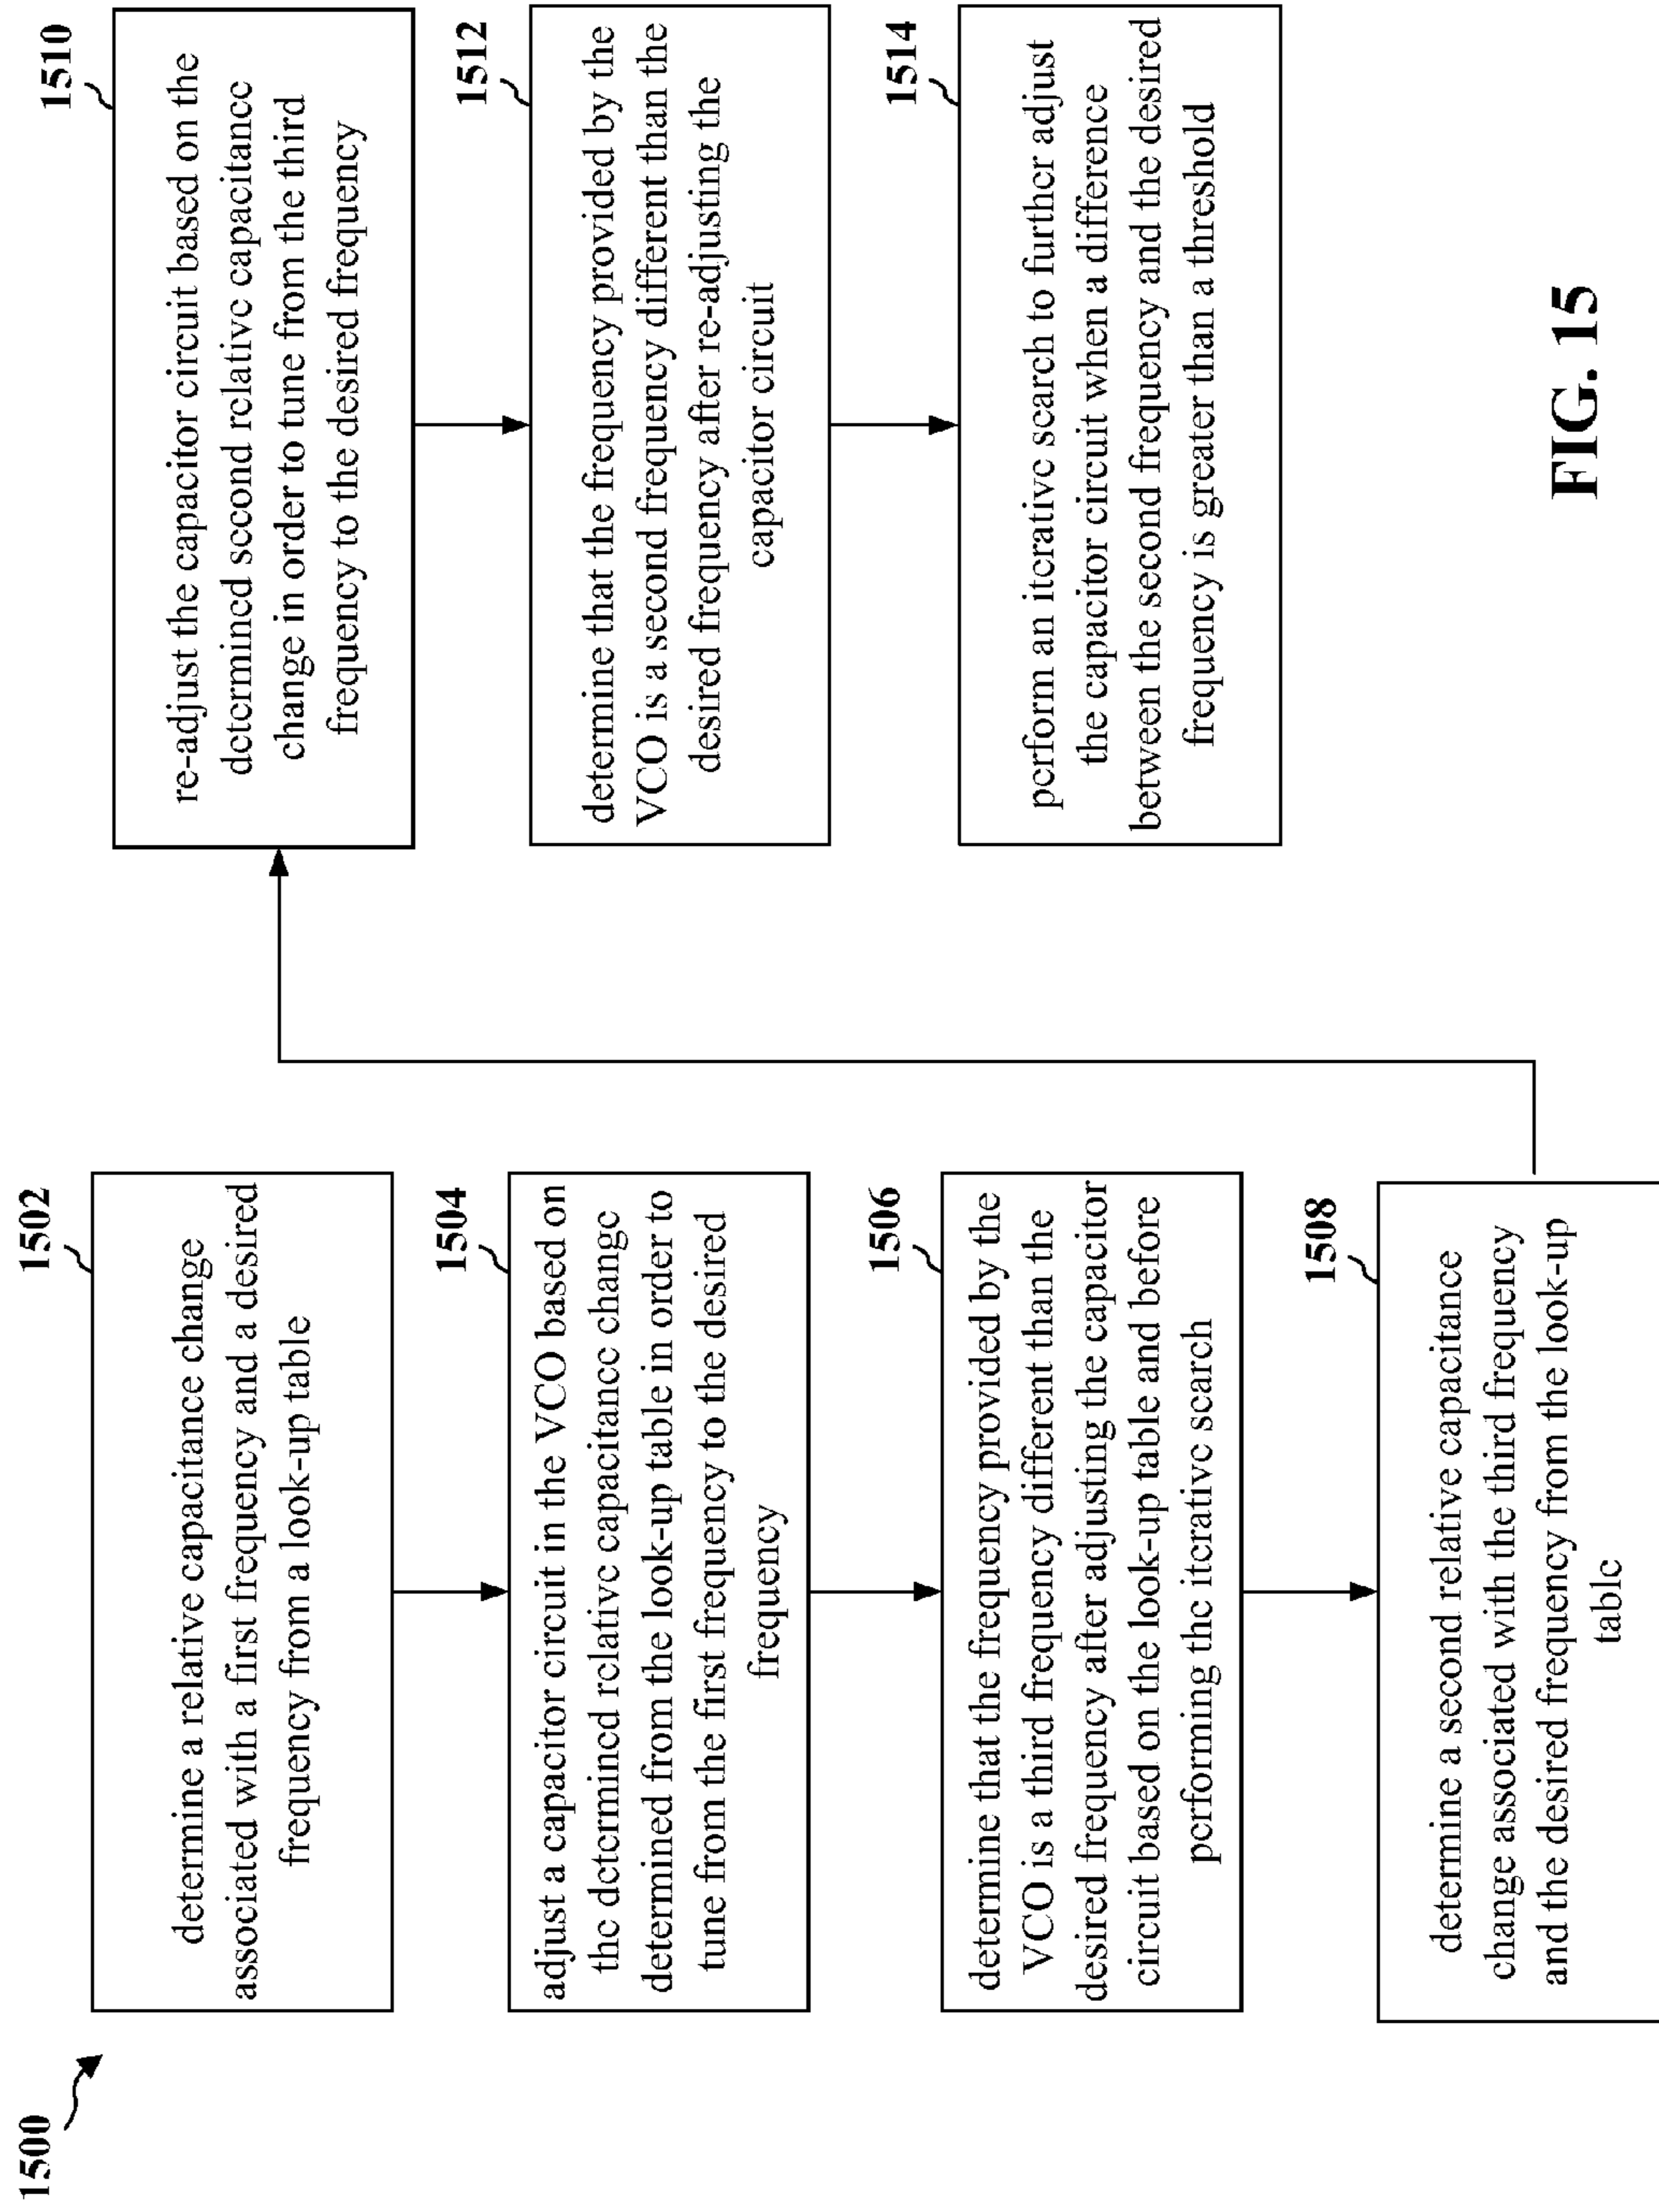 1500
1502
determine a relative capacitance change
associated with a first frequency and a desired
frequency from a look-up table
1504
adjust a capacitor circuit in the VCO based on
the determined relative capacitance change
determined from the look-up table in order to
tune from the first frequency to the desired
frequency
1506
determine that the frequency provided by the
VCO is a third frequency different than the
desired frequency after adjusting the capacitor
circuit based on the look-up table and before
performing the iterative search
1508
determine a second relative capacitance
change associated with the third frequency
and the desired frequency from the look-up
table
1510
re-adjust the capacitor circuit based on the
determined second relative capacitance
change in order to tune from the third
frequency to the desired frequency
1512
determine that the frequency provided by the
VCO is a second frequency different than the
desired frequency after re-adjusting the
capacitor circuit
1514
perform an iterative search to further adjust
the capacitor circuit when a difference
between the second frequency and the desired
frequency is greater than a threshold
FIG. 15